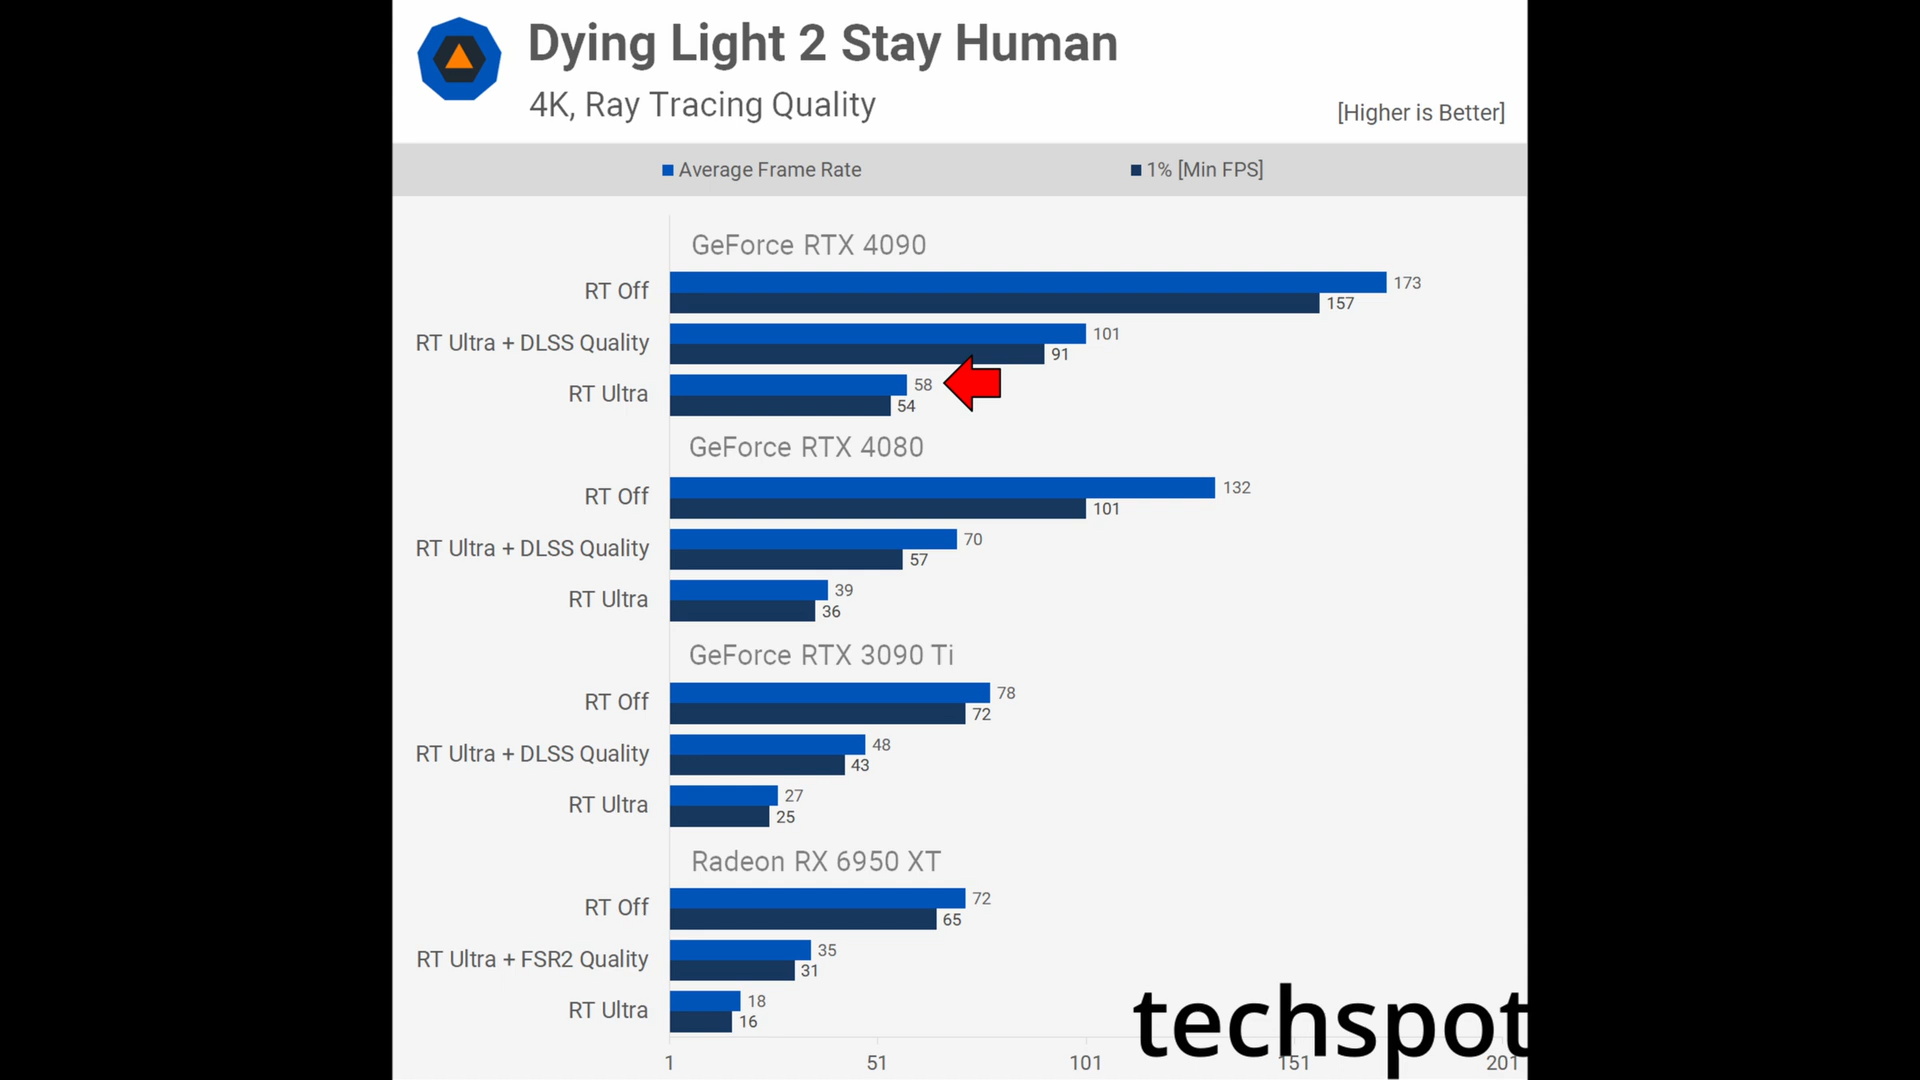 Dying Light 2 Stay Human
4K, Ray Tracing Quality
[Higher is Better]
Average Frame Rate
1% [Min FPS]
GeForce RTX 4090
RT Off
173
157
RT Ultra + DLSS Quality
101
91
RT Ultra
58
54
GeForce RTX 4080
RT Off
132
101
RT Ultra + DLSS Quality
70
57
RT Ultra
39
36
GeForce RTX 3090 Ti
RT Off
78
72
RT Ultra + DLSS Quality
48
43
RT Ultra
27
25
Radeon RX 6950 XT
RT Off
72
65
RT Ultra + FSR2 Quality
35
31
RT Ultra
18
16
techspot
1 51 101 151 201